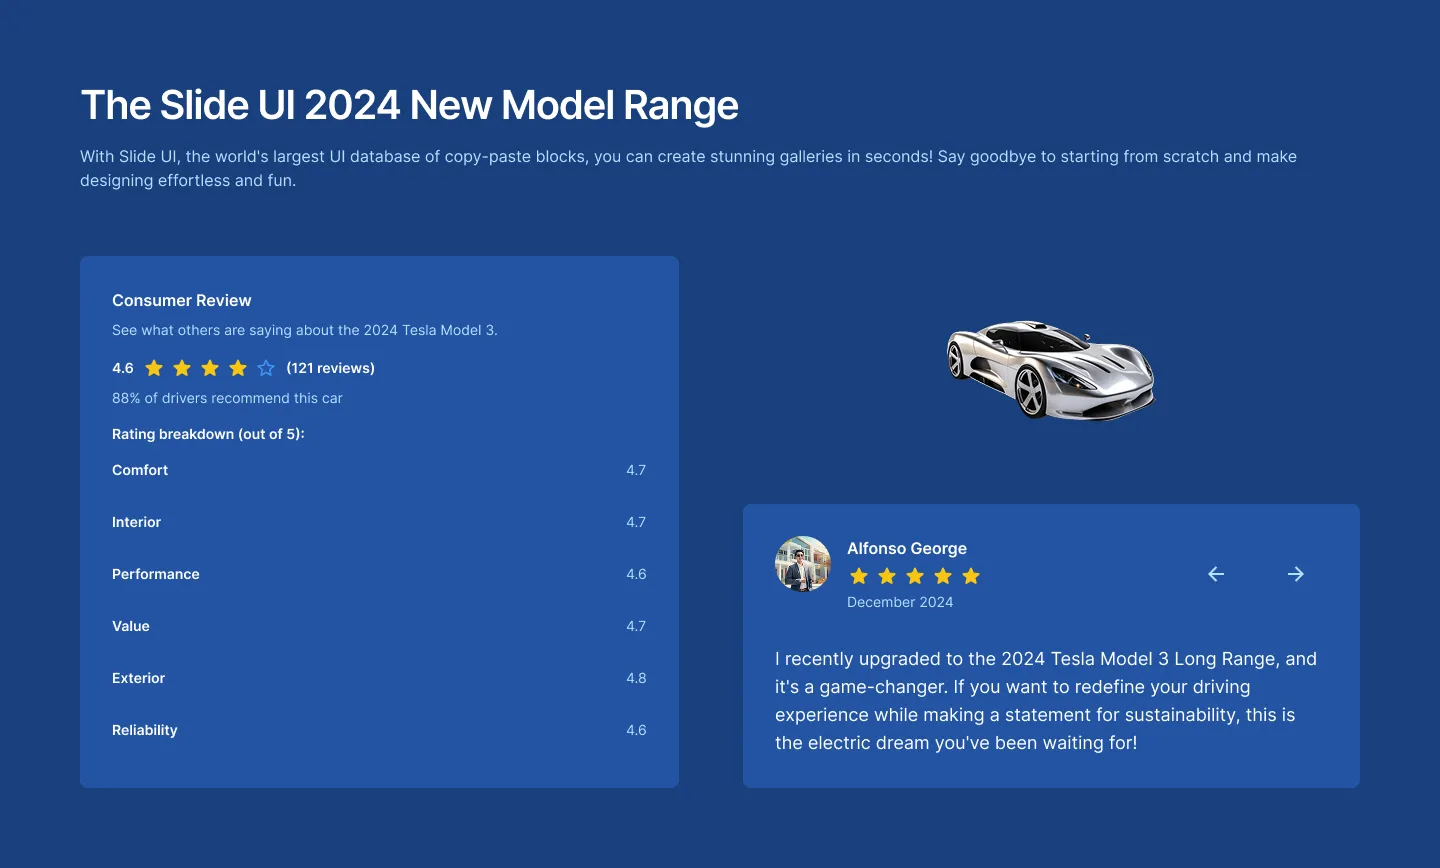 The Slide UI 2024 New Model Range
With Slide UI, the world's largest UI database of copy-paste blocks, you can create stunning galleries in seconds! Say goodbye to starting from scratch and make
designing effortless and fun.
Consumer Review
See what others are saying about the 2024 Tesla Model 3.
4.6 (121 reviews)
88% of drivers recommend this car
Rating breakdown (out of 5):
Comfort 4.7
Interior 4.7
Performance 4.6
Value 4.7
Exterior 4.8
Reliability 4.6
Alfonso George
December 2024
I recently upgraded to the 2024 Tesla Model 3 Long Range, and
it's a game-changer. If you want to redefine your driving
experience while making a statement for sustainability, this is
the electric dream you've been waiting for!